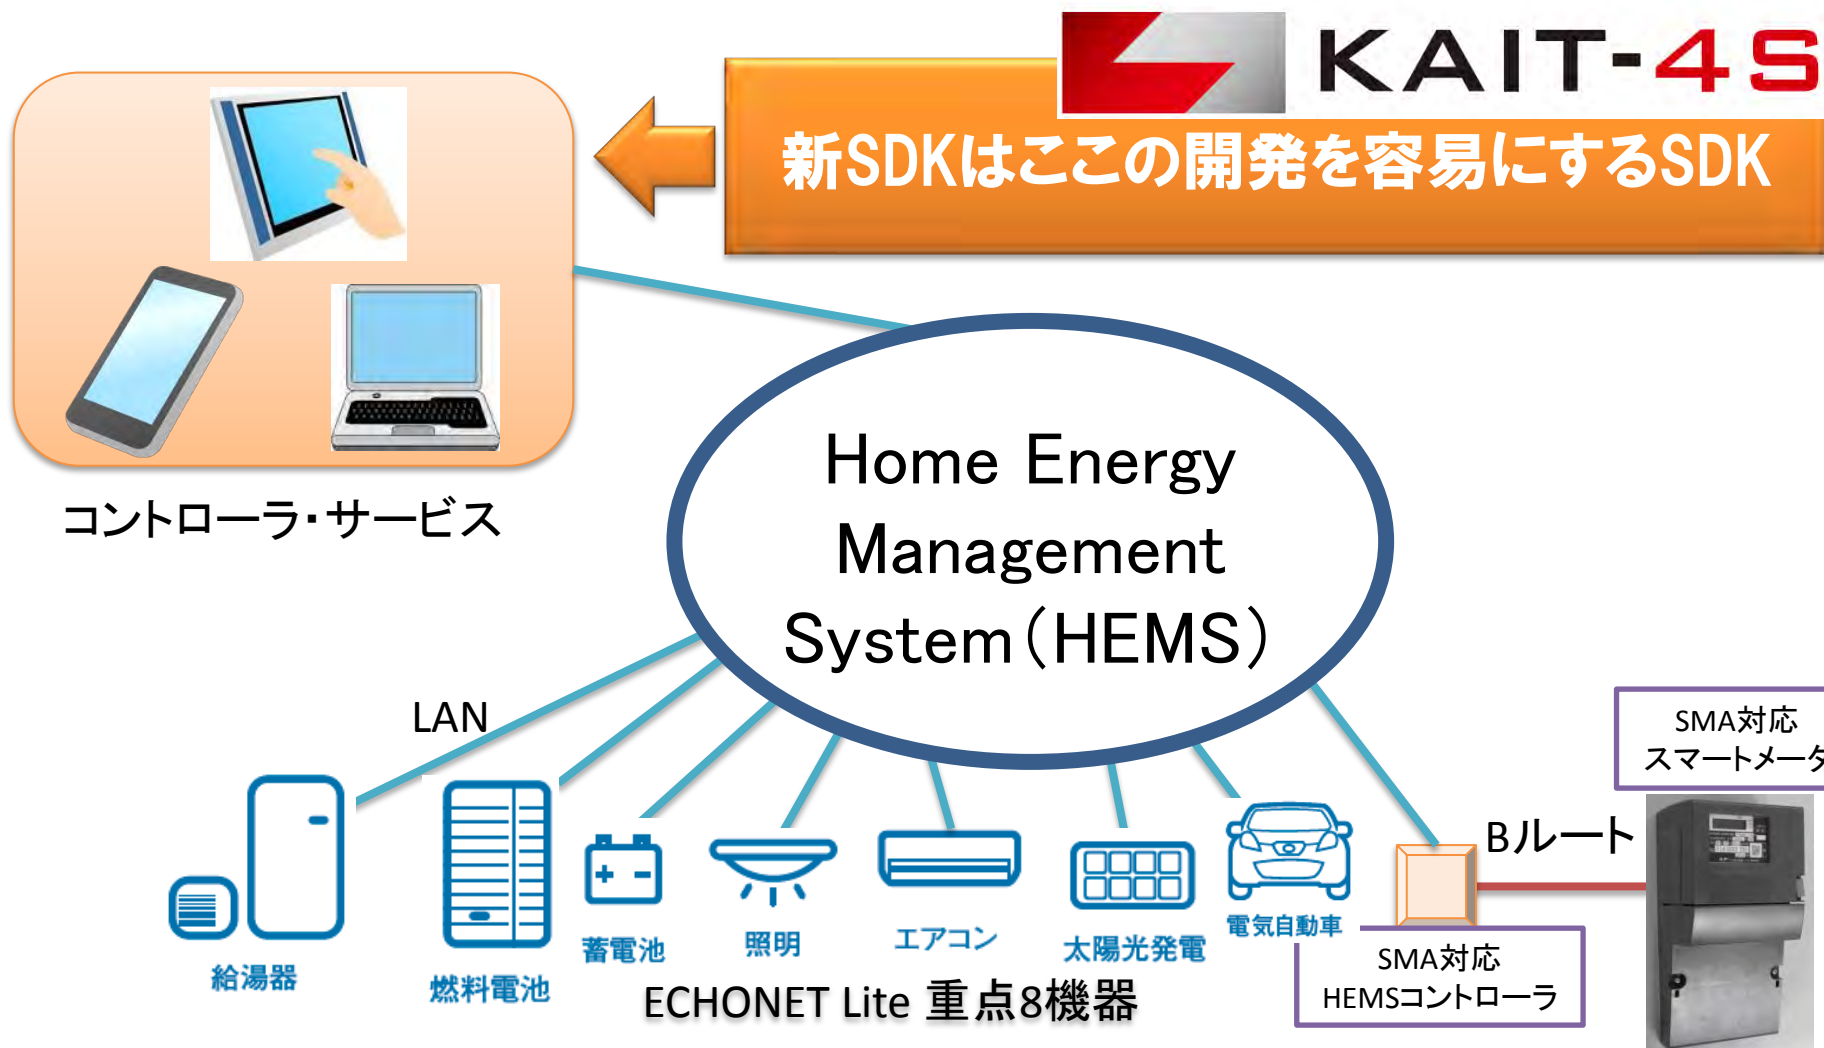 KAIT-4S
新SDKはここの開発を容易にするSDK
コントローラ・サービス
Home Energy
Management
System（HEMS）
LAN
SMA対応
スマートメータ
Bルート
給湯器
燃料電池
蓄電池
照明
エアコン
太陽光発電
電気自動車
SMA対応
HEMSコントローラ
ECHONET Lite 重点8機器